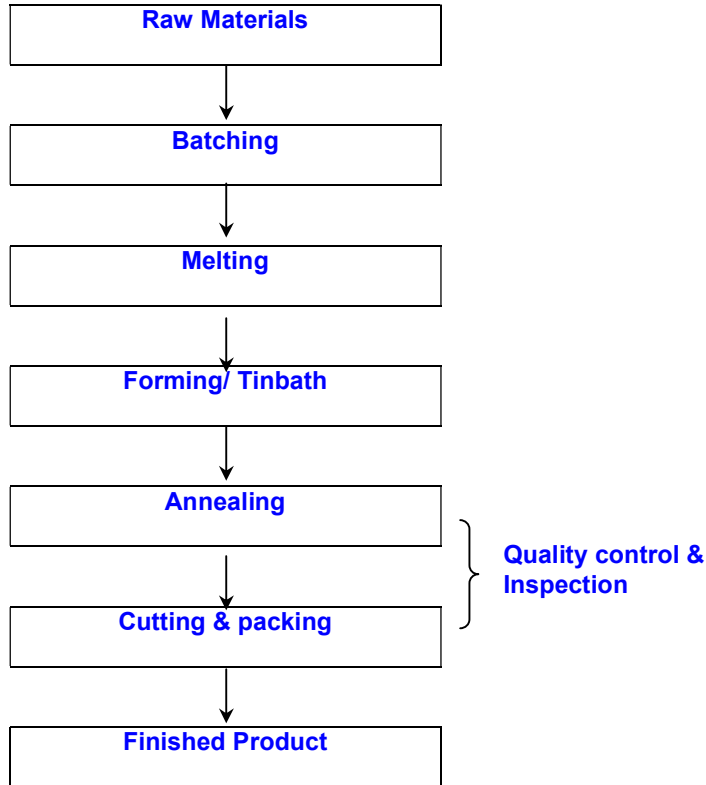 Raw Materials
Batching
Melting
Forming/ Tinbath
Annealing
Quality control &
Inspection
Cutting & packing
Finished Product